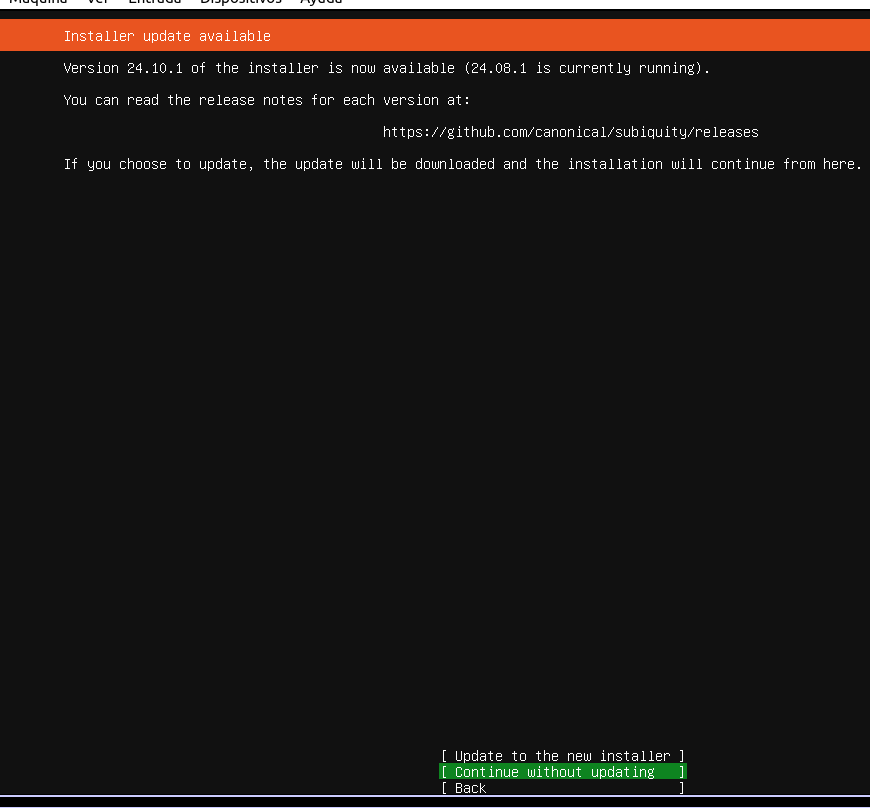 Máquina Ver Entrada Dispositivos Ayuda
Installer update available
Version 24.10.1 of the installer is now available (24.08.1 is currently running).
You can read the release notes for each version at:
https://github.com/canonical/subiquity/releases
If you choose to update, the update will be downloaded and the installation will continue from here.
[ Update to the new installer ]
[ Continue without updating ]
[ Back ]